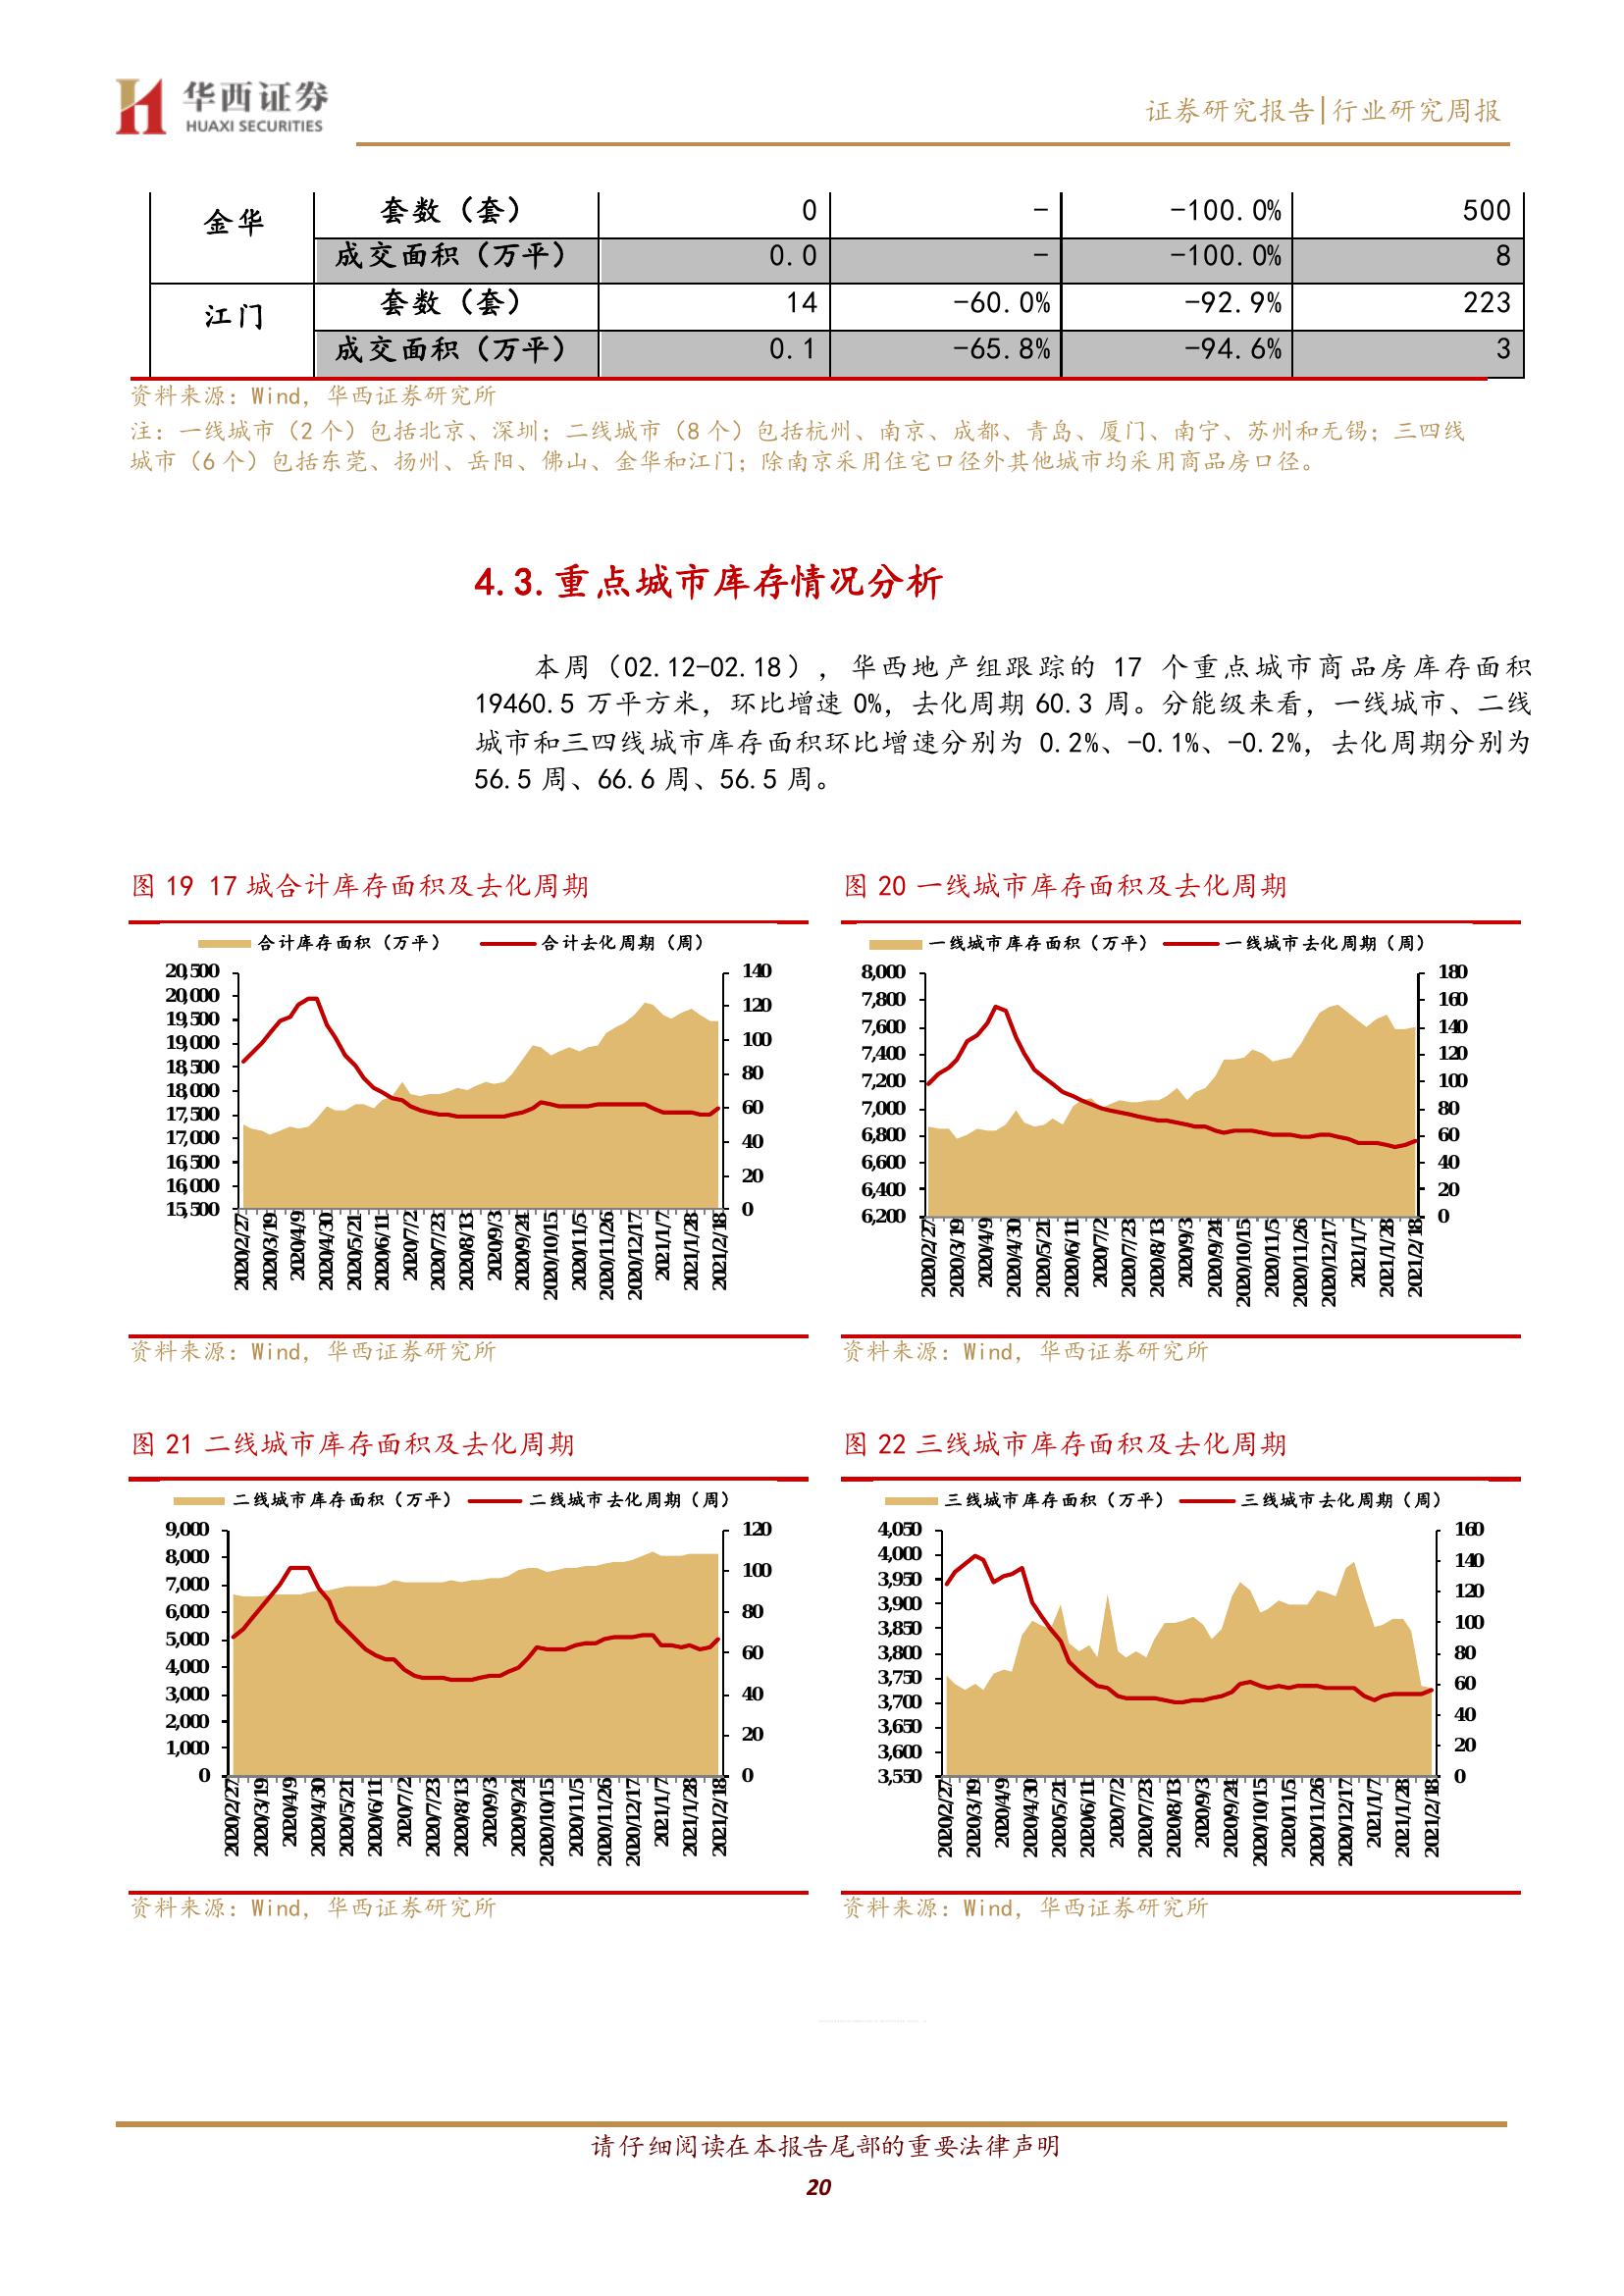 华西证券
HUAXI SECURITIES
证券研究报告|行业研究周报
金华 套数（套） 0 - -100.0% 500
成交面积（万平） 0.0 - -100.0% 8
江门 套数（套） 14 -60.0% -92.9% 223
成交面积（万平） 0.1 -65.8% -94.6% 3
资料来源：Wind，华西证券研究所
注：一线城市（2个）包括北京、深圳；二线城市（8个）包括杭州、南京、成都、青岛、厦门、南宁、苏州和无锡；三四线
城市（6个）包括东莞、扬州、岳阳、佛山、金华和江门；除南京采用住宅口径外其他城市均采用商品房口径。
4.3.重点城市库存情况分析
本周（02.12-02.18），华西地产组跟踪的 17 个重点城市商品房库存面积
19460.5 万平方米，环比增速 0%，去化周期 60.3 周。分能级来看，一线城市、二线
城市和三四线城市库存面积环比增速分别为 0.2%、-0.1%、-0.2%，去化周期分别为
56.5 周、66.6 周、56.5 周。
图 19 17 城合计库存面积及去化周期
合计库存面积（万平） 合计去化周期（周）
20,500 140
20,000 120
19,500 100
19,000 80
18,500 60
18,000 40
17,500 20
17,000 0
16,500
16,000
15,500
2020/2/27 2020/3/19 2020/4/9 2020/4/30 2020/5/21 2020/6/11 2020/7/2 2020/7/23 2020/8/13 2020/9/3 2020/9/24 2020/10/15 2020/11/5 2020/11/26 2020/12/17 2021/1/7 2021/1/28 2021/2/18
资料来源：Wind，华西证券研究所
图 20 一线城市库存面积及去化周期
一线城市库存面积（万平） 一线城市去化周期（周）
8,000 180
7,800 160
7,600 140
7,400 120
7,200 100
7,000 80
6,800 60
6,600 40
6,400 20
6,200 0
2020/2/27 2020/3/19 2020/4/9 2020/4/30 2020/5/21 2020/6/11 2020/7/2 2020/7/23 2020/8/13 2020/9/3 2020/9/24 2020/10/15 2020/11/5 2020/11/26 2020/12/17 2021/1/7 2021/1/28 2021/2/18
资料来源：Wind，华西证券研究所
图 21 二线城市库存面积及去化周期
二线城市库存面积（万平） 二线城市去化周期（周）
9,000 120
8,000 100
7,000 80
6,000 60
5,000 40
4,000 20
3,000 0
2,000
1,000
0
2020/2/27 2020/3/19 2020/4/9 2020/4/30 2020/5/21 2020/6/11 2020/7/2 2020/7/23 2020/8/13 2020/9/3 2020/9/24 2020/10/15 2020/11/5 2020/11/26 2020/12/17 2021/1/7 2021/1/28 2021/2/18
资料来源：Wind，华西证券研究所
图 22 三线城市库存面积及去化周期
三线城市库存面积（万平） 三线城市去化周期（周）
4,050 160
4,000 140
3,950 120
3,900 100
3,850 80
3,800 60
3,750 40
3,700 20
3,650 0
3,600
3,550
2020/2/27 2020/3/19 2020/4/9 2020/4/30 2020/5/21 2020/6/11 2020/7/2 2020/7/23 2020/8/13 2020/9/3 2020/9/24 2020/10/15 2020/11/5 2020/11/26 2020/12/17 2021/1/7 2021/1/28 2021/2/18
资料来源：Wind，华西证券研究所
请仔细阅读在本报告尾部的重要法律声明
20